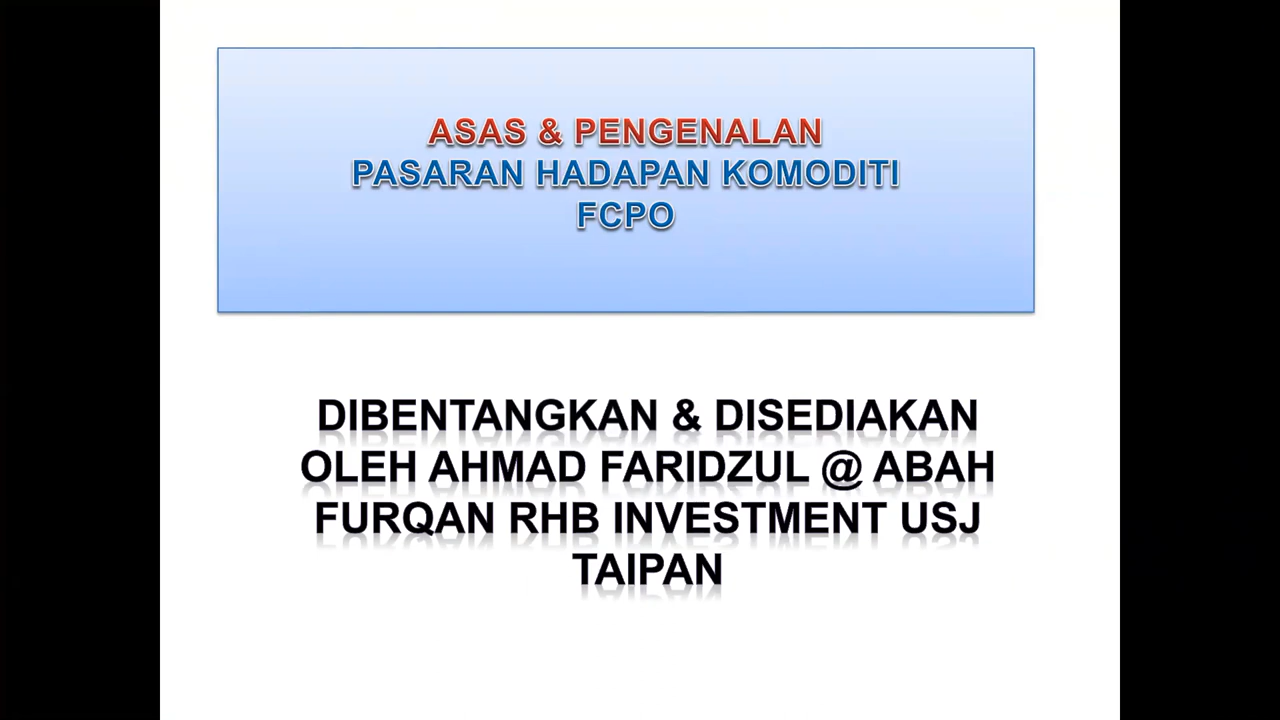 ASAS & PENGENALAN
PASARAN HADAPAN KOMODITI
FCPO
DIBENTANGKAN & DISEDIAKAN
OLEH AHMAD FARIDZUL @ ABAH
FURQAN RHB INVESTMENT USJ
TAIPAN